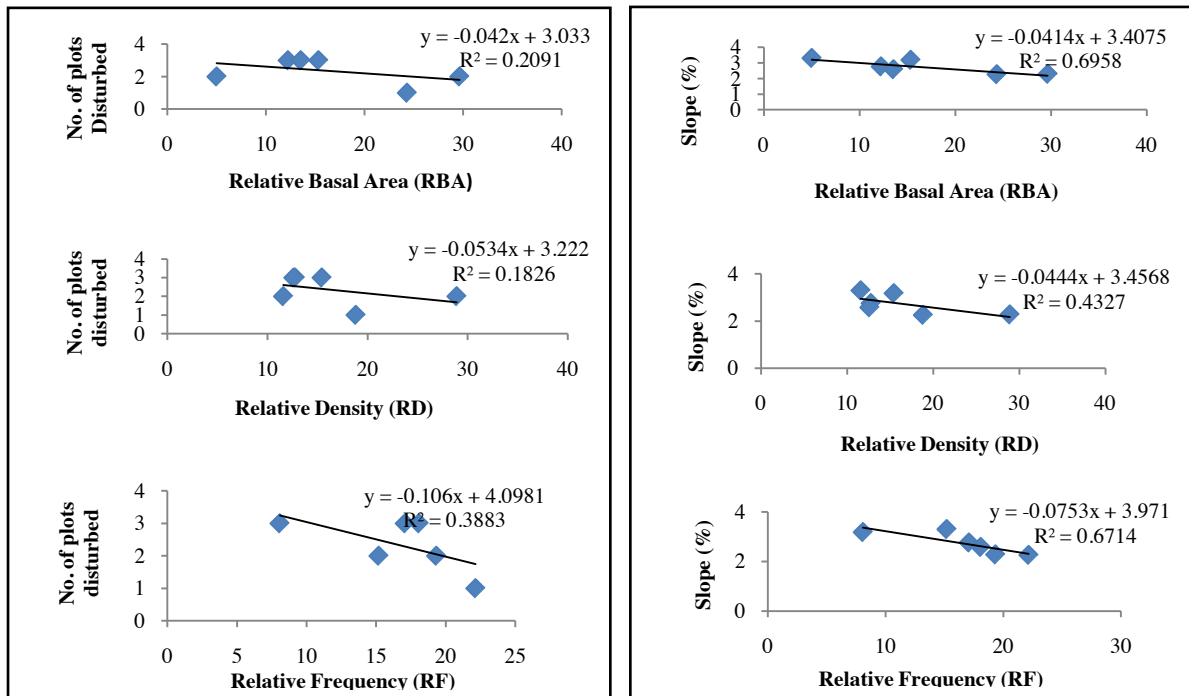 No. of plots
Disturbed
4
3
2
1
0
0 10 20 30 40
y = -0.042x + 3.033
R² = 0.2091
Relative Basal Area (RBA)
No. of plots
disturbed
4
3
2
1
0
0 10 20 30 40
y = -0.0534x + 3.222
R² = 0.1826
Relative Density (RD)
No. of plots
disturbed
4
3
2
1
0
0 5 10 15 20 25
y = -0.106x + 4.0981
R² = 0.3883
Relative Frequency (RF)
Slope (%)
4
3
2
1
0
0 10 20 30 40
y = -0.0414x + 3.4075
R² = 0.6958
Relative Basal Area (RBA)
Slope (%)
4
2
0
0 10 20 30 40
y = -0.0444x + 3.4568
R² = 0.4327
Relative Density (RD)
Slope (%)
4
2
0
0 10 20 30
y = -0.0753x + 3.971
R² = 0.6714
Relative Frequency (RF)